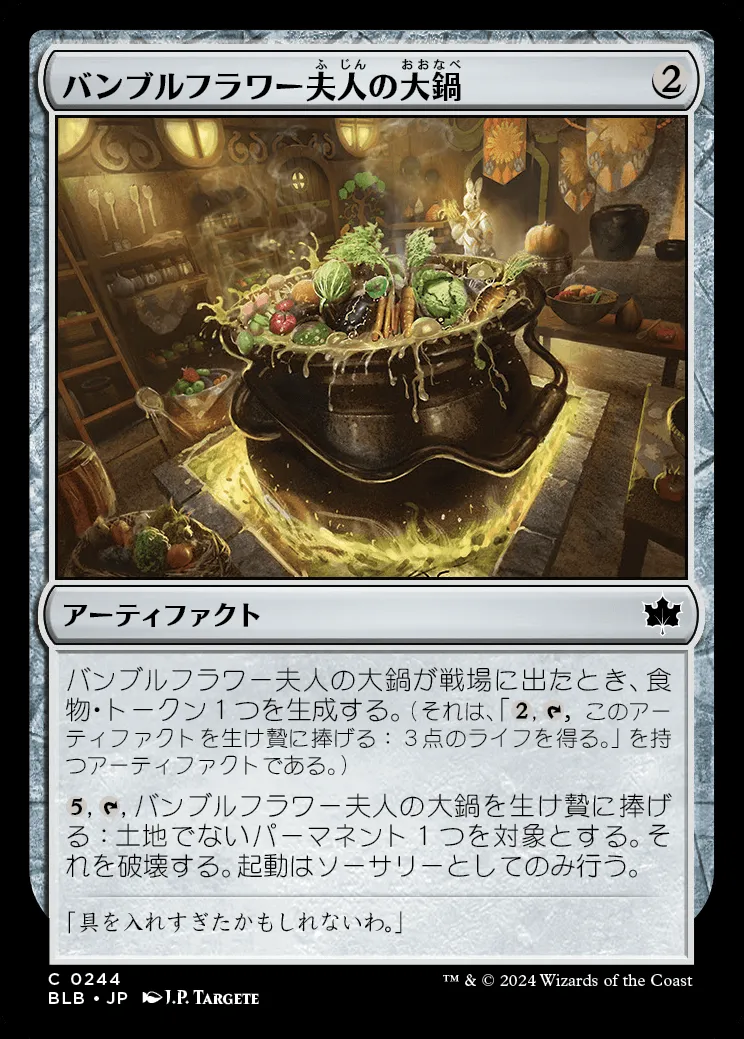 ふじん おおなべ
バンブルフラワー夫人の大鍋 2
アーティファクト
バンブルフラワー夫人の大鍋が戦場に出たとき、食
物・トークン1つを生成する。(それは、「2, , このアー
ティファクトを生け贄に捧げる:3点のライフを得る。」を持
つアーティファクトである。)
5, , バンブルフラワー夫人の大鍋を生け贄に捧げ
る:土地でないパーマネント1つを対象とする。そ
れを破壊する。起動はソーサリーとしてのみ行う。
「具を入れすぎたかもしれないわ。」
C 0244 ™ & © 2024 Wizards of the Coast
BLB • JP J.P. Targete